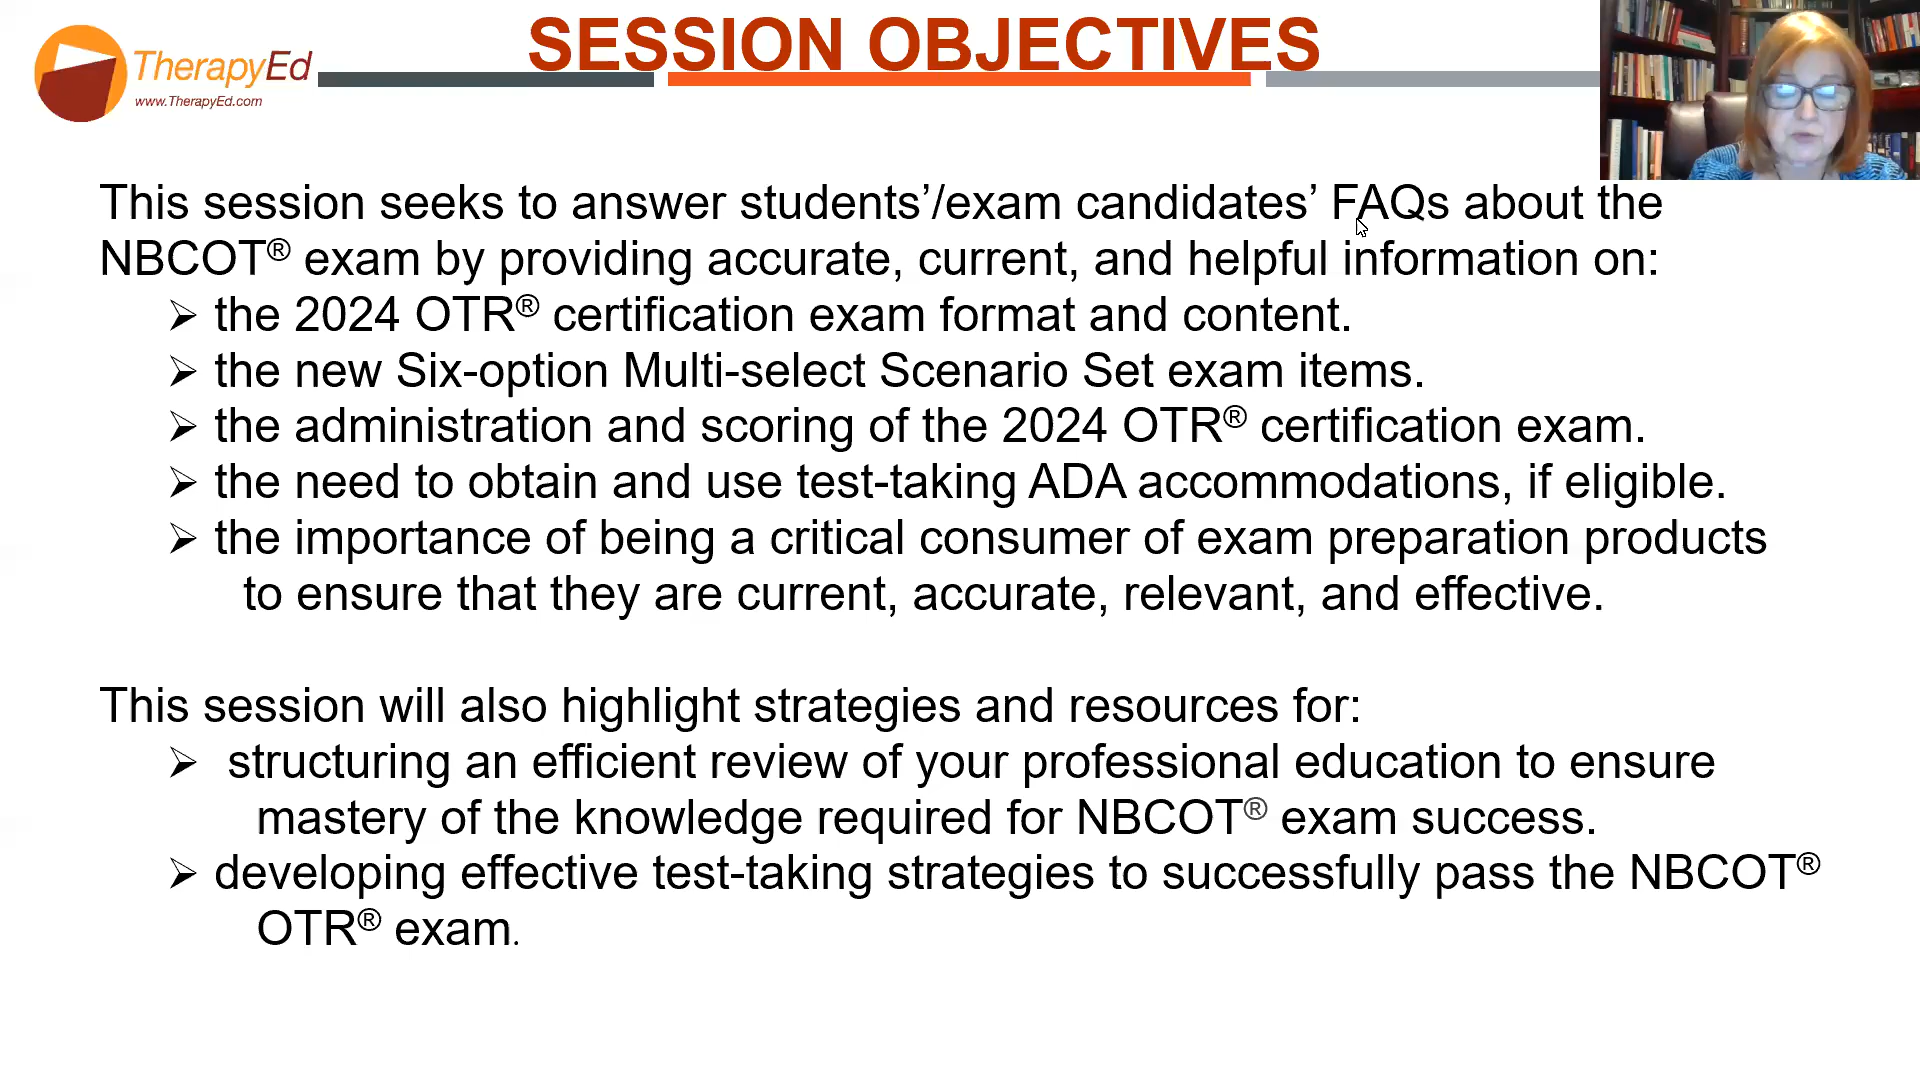 SESSION OBJECTIVES
TherapyEd
www.TherapyEd.com
This session seeks to answer students’/exam candidates’ FAQs about the
NBCOT® exam by providing accurate, current, and helpful information on:
➢ the 2024 OTR® certification exam format and content.
➢ the new Six-option Multi-select Scenario Set exam items.
➢ the administration and scoring of the 2024 OTR® certification exam.
➢ the need to obtain and use test-taking ADA accommodations, if eligible.
➢ the importance of being a critical consumer of exam preparation products
to ensure that they are current, accurate, relevant, and effective.
This session will also highlight strategies and resources for:
➢ structuring an efficient review of your professional education to ensure
mastery of the knowledge required for NBCOT® exam success.
➢ developing effective test-taking strategies to successfully pass the NBCOT®
OTR® exam.